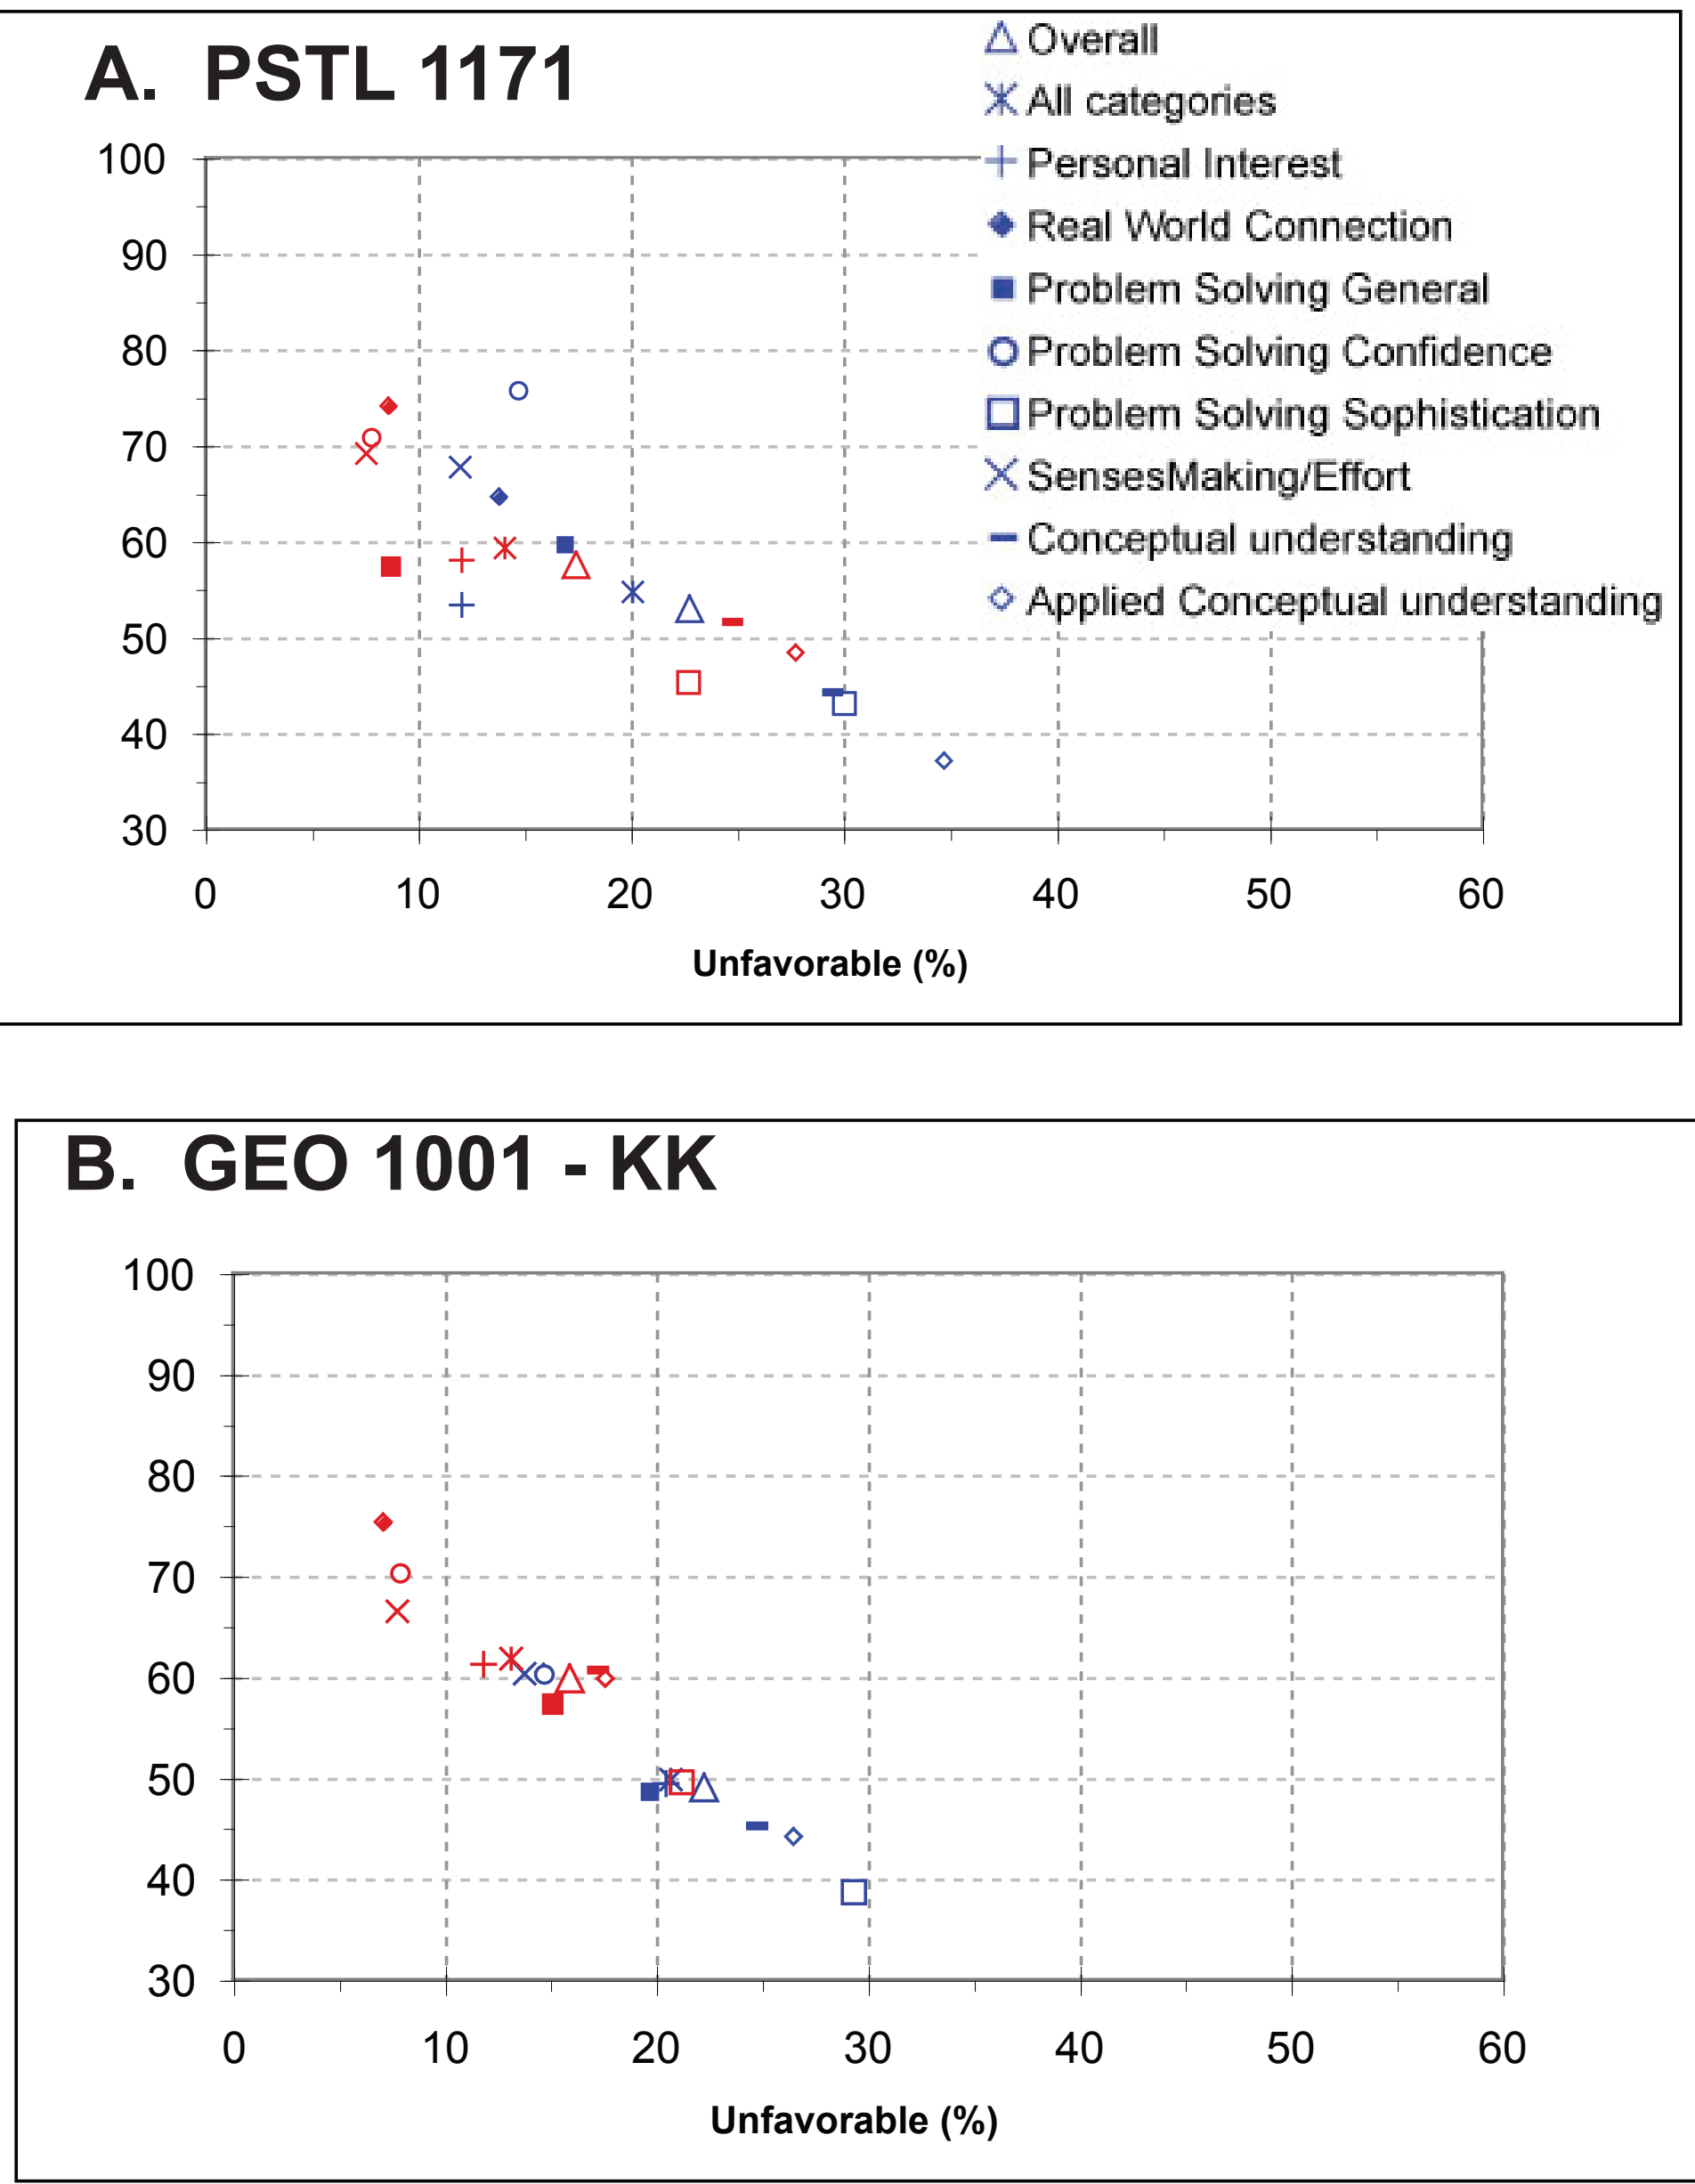 A. PSTL 1171
Overall
All categories
Personal Interest
Real World Connection
Problem Solving General
Problem Solving Confidence
Problem Solving Sophistication
SensesMaking/Effort
Conceptual understanding
Applied Conceptual understanding
100
90
80
70
60
50
40
30
0 10 20 30 40 50 60
Unfavorable (%)
B. GEO 1001 - KK
100
90
80
70
60
50
40
30
0 10 20 30 40 50 60
Unfavorable (%)